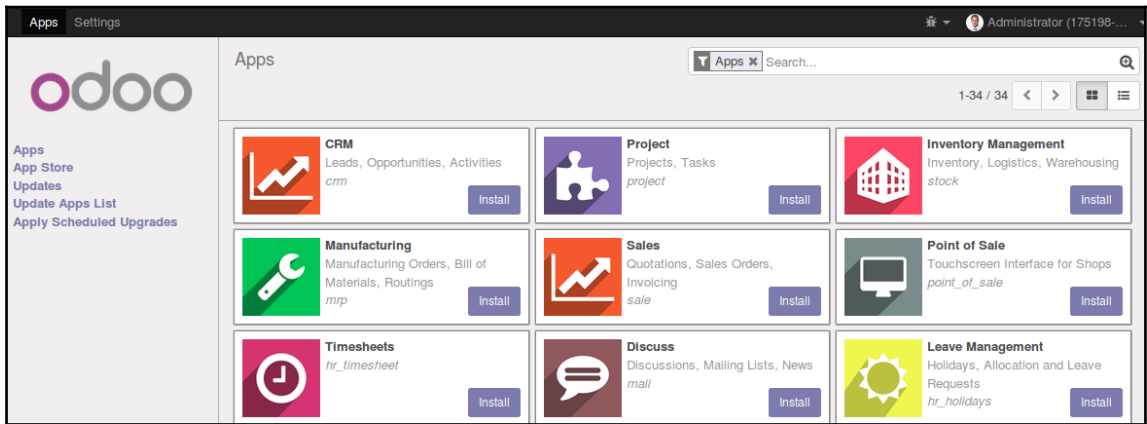 Apps Settings
Administrator (175198-...
odoo
Apps
Apps Search...
1-34 / 34
Apps
App Store
Updates
Update Apps List
Apply Scheduled Upgrades
CRM
Leads, Opportunities, Activities
crm
Install
Project
Projects, Tasks
project
Install
Inventory Management
Inventory, Logistics, Warehousing
stock
Install
Manufacturing
Manufacturing Orders, Bill of
Materials, Routings
mrp
Install
Sales
Quotations, Sales Orders,
Invoicing
sale
Install
Point of Sale
Touchscreen Interface for Shops
point_of_sale
Install
Timesheets
hr_timesheet
Install
Discuss
Discussions, Mailing Lists, News
mail
Install
Leave Management
Holidays, Allocation and Leave
Requests
hr_holidays
Install